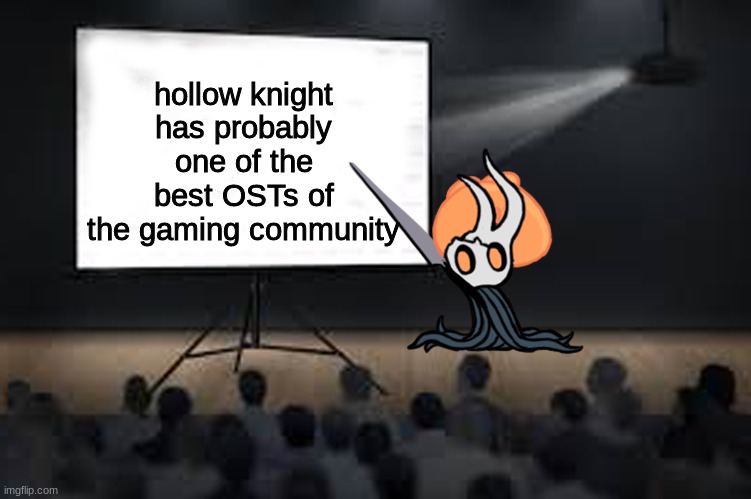 hollow knight
has probably
one of the
best OSTs of
the gaming community
imgflip.com